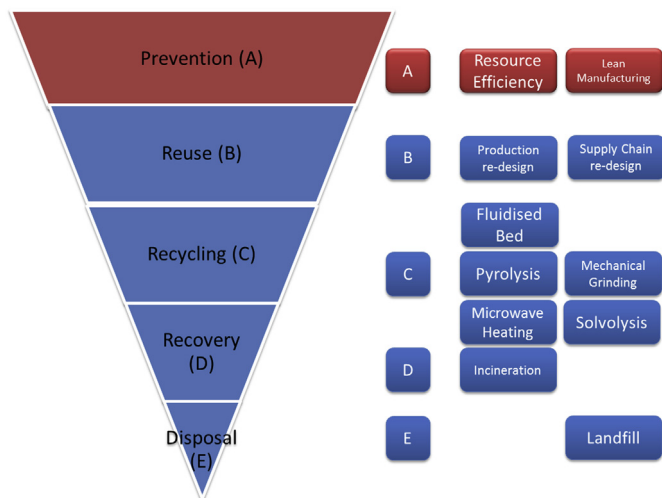 Prevention (A)
Reuse (B)
Recycling (C)
Recovery
(D)
Disposal
(E)
A
Resource
Efficiency
Lean
Manufacturing
B
Production
re-design
Supply Chain
re-design
Fluidised
Bed
C
Pyrolysis
Mechanical
Grinding
Microwave
Heating
Solvolysis
D
Incineration
E
Landfill